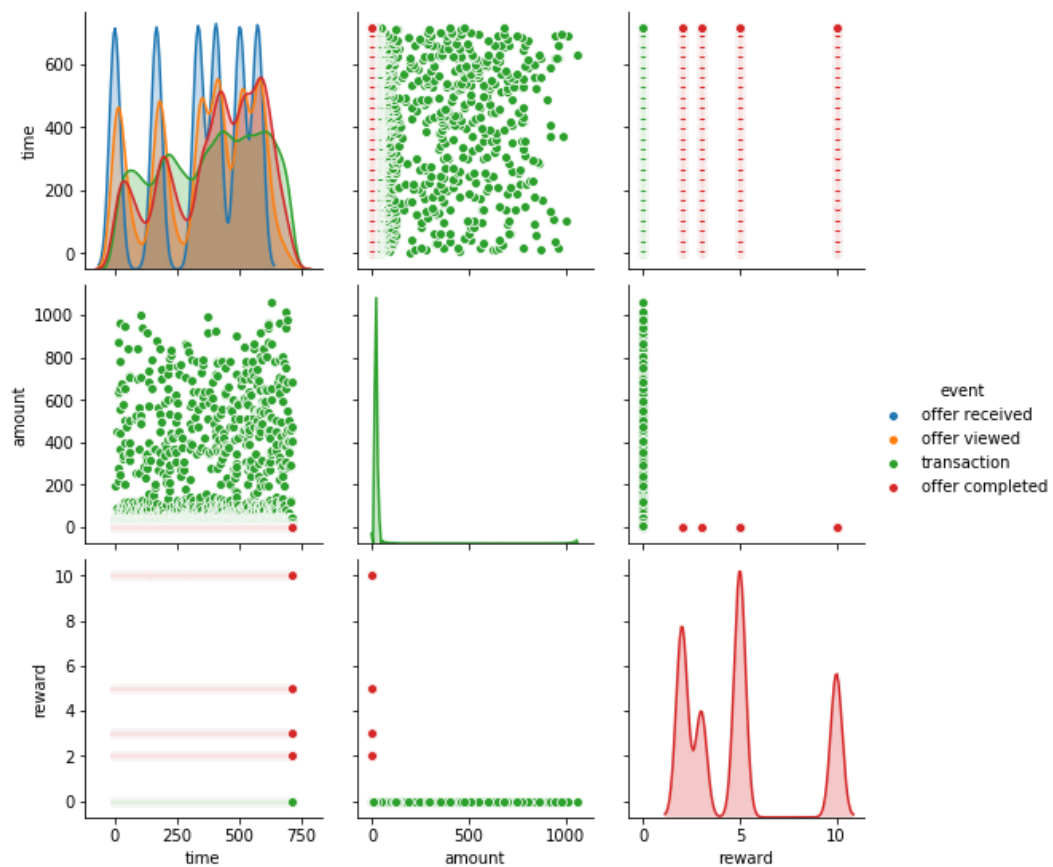 600
400
200
0
time
1000
800
600
400
200
0
amount
event
offer received
offer viewed
transaction
offer completed
10
8
6
4
2
0
reward
0 250 500 750
0 500 1000
0 5 10
time
amount
reward